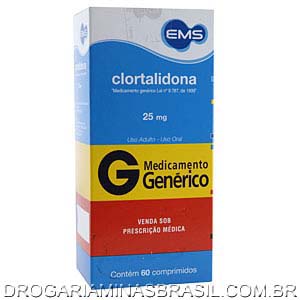 EMS
clortalidona
"Medicamento genérico Lei nº 9.787, de 1999"
25 mg
Uso Adulto - Uso Oral
G Medicamento
Genérico
VENDA SOB
PRESCRIÇÃO MÉDICA
Contém 60 comprimidos
DROGARIAMINASBRASIL.COM.BR